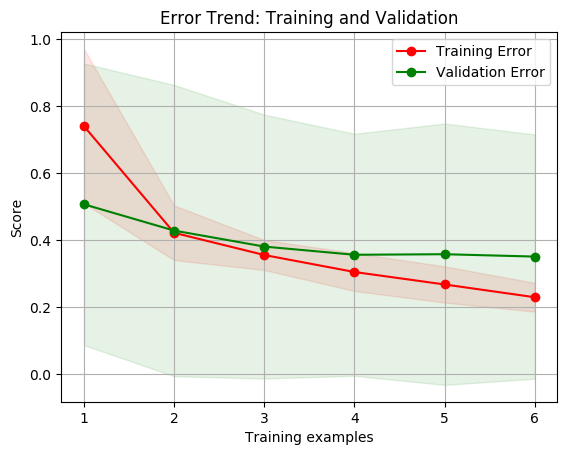 Error Trend: Training and Validation
Training Error
Validation Error
Score
1.0
0.8
0.6
0.4
0.2
0.0
1 2 3 4 5 6
Training examples